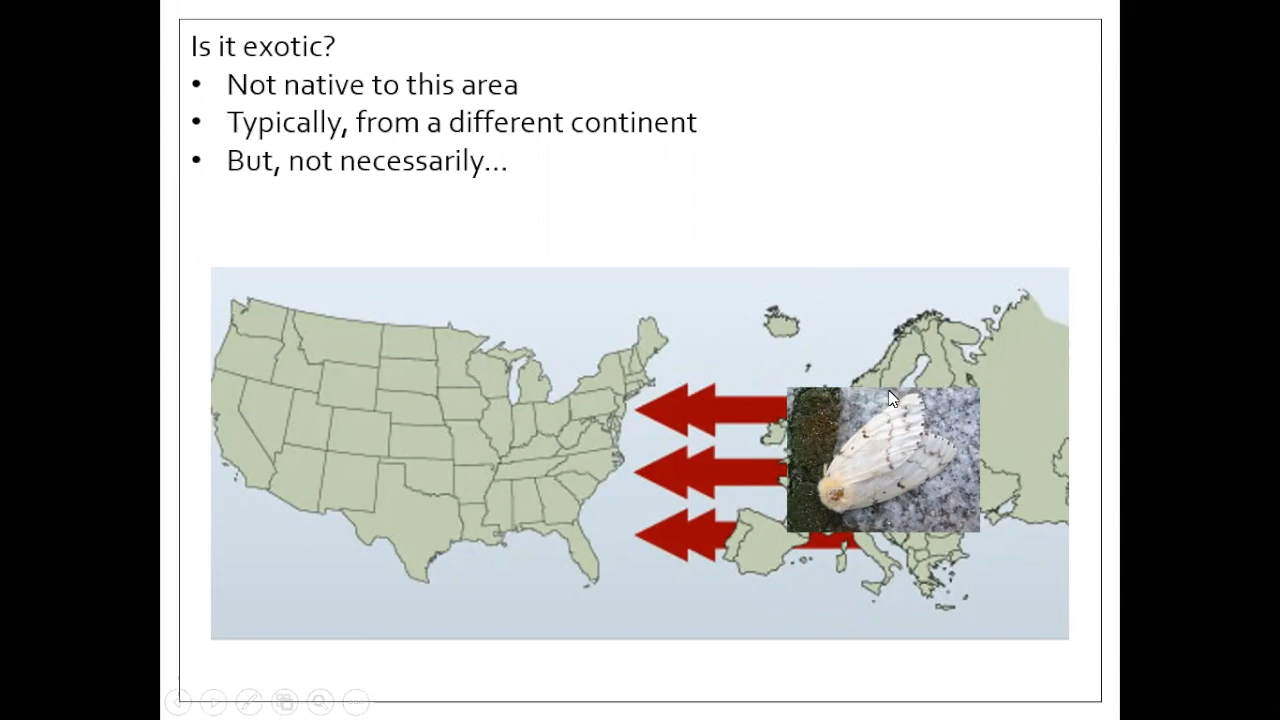 Is it exotic?
• Not native to this area
• Typically, from a different continent
• But, not necessarily...